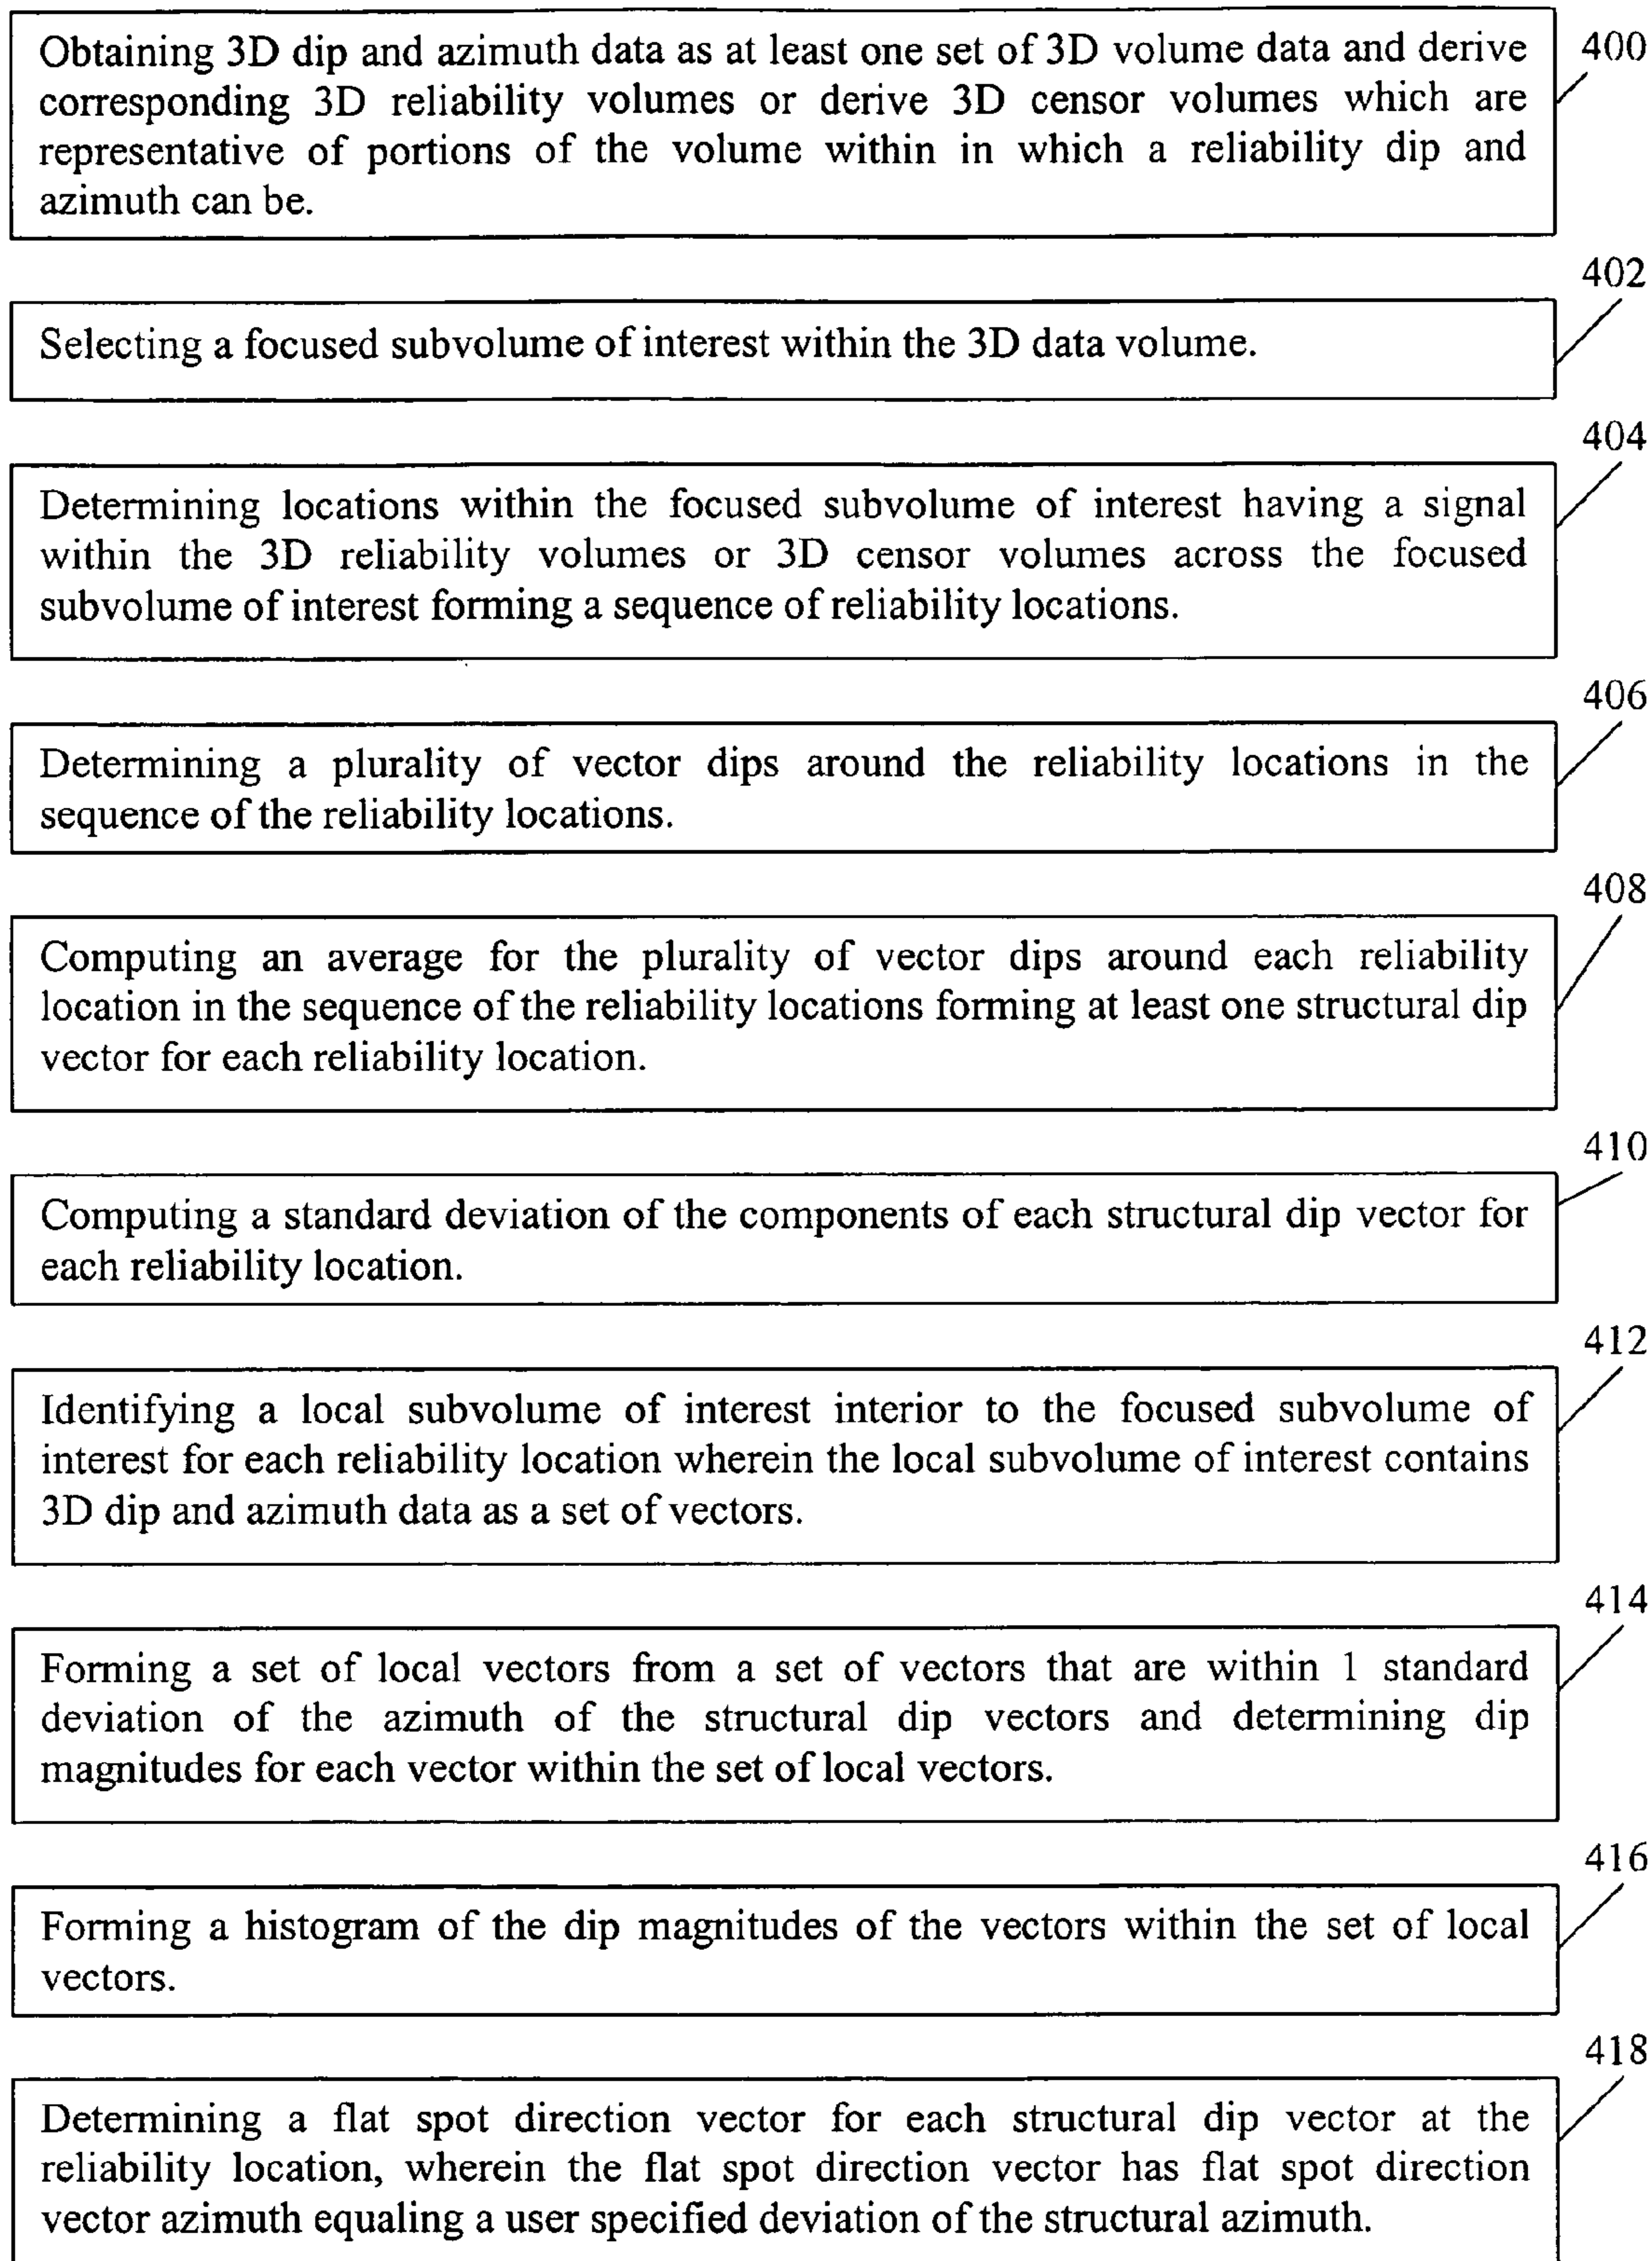 Obtaining 3D dip and azimuth data as at least one set of 3D volume data and derive
corresponding 3D reliability volumes or derive 3D censor volumes which are
representative of portions of the volume within in which a reliability dip and
azimuth can be.
400
402
Selecting a focused subvolume of interest within the 3D data volume.
404
Determining locations within the focused subvolume of interest having a signal
within the 3D reliability volumes or 3D censor volumes across the focused
subvolume of interest forming a sequence of reliability locations.
406
Determining a plurality of vector dips around the reliability locations in the
sequence of the reliability locations.
408
Computing an average for the plurality of vector dips around each reliability
location in the sequence of the reliability locations forming at least one structural dip
vector for each reliability location.
410
Computing a standard deviation of the components of each structural dip vector for
each reliability location.
412
Identifying a local subvolume of interest interior to the focused subvolume of
interest for each reliability location wherein the local subvolume of interest contains
3D dip and azimuth data as a set of vectors.
414
Forming a set of local vectors from a set of vectors that are within 1 standard
deviation of the azimuth of the structural dip vectors and determining dip
magnitudes for each vector within the set of local vectors.
416
Forming a histogram of the dip magnitudes of the vectors within the set of local
vectors.
418
Determining a flat spot direction vector for each structural dip vector at the
reliability location, wherein the flat spot direction vector has flat spot direction
vector azimuth equaling a user specified deviation of the structural azimuth.